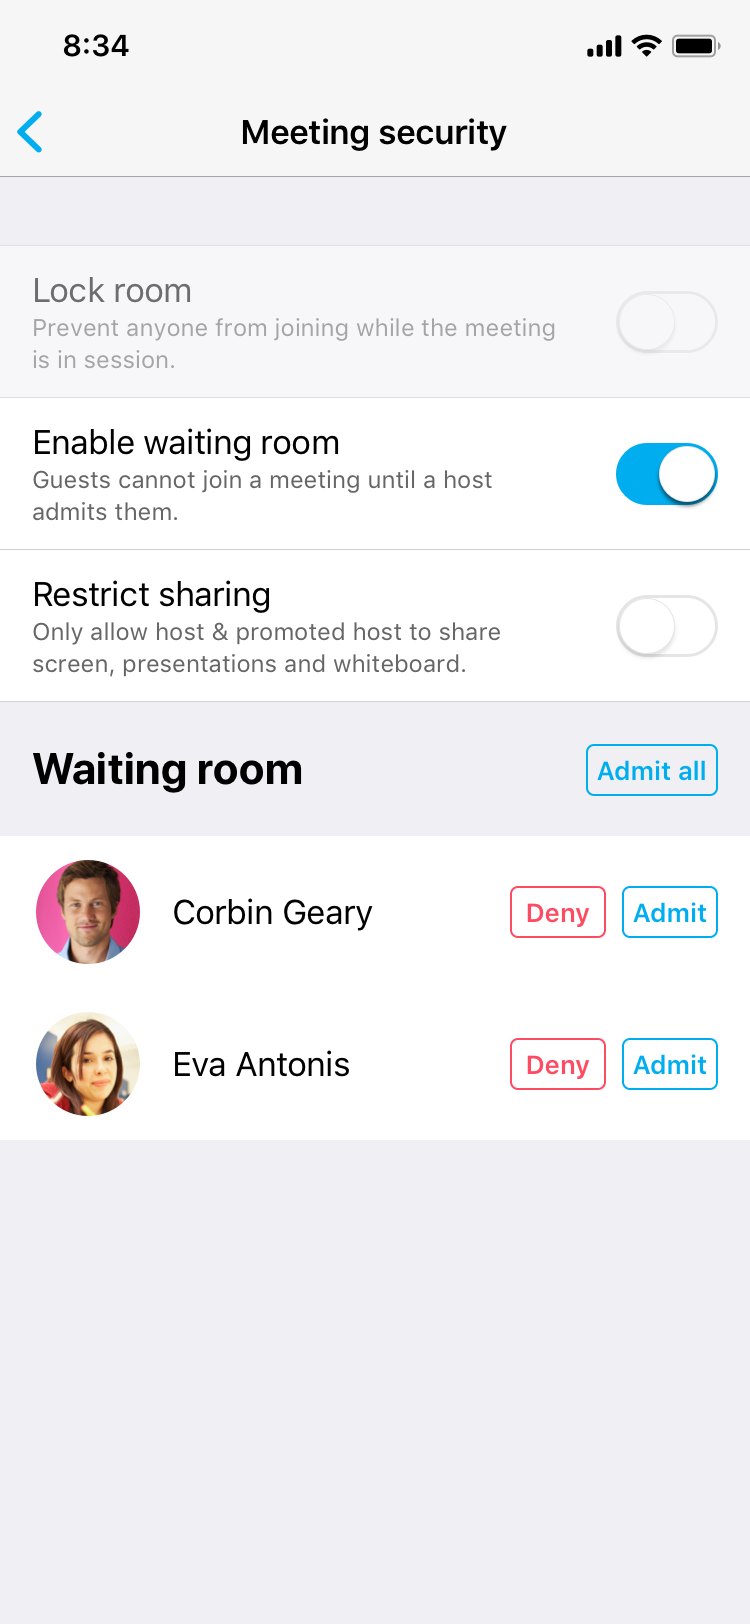 8:34
Meeting security
Lock room
Prevent anyone from joining while the meeting
is in session.
Enable waiting room
Guests cannot join a meeting until a host
admits them.
Restrict sharing
Only allow host & promoted host to share
screen, presentations and whiteboard.
Waiting room
Admit all
Corbin Geary
Deny
Admit
Eva Antonis
Deny
Admit